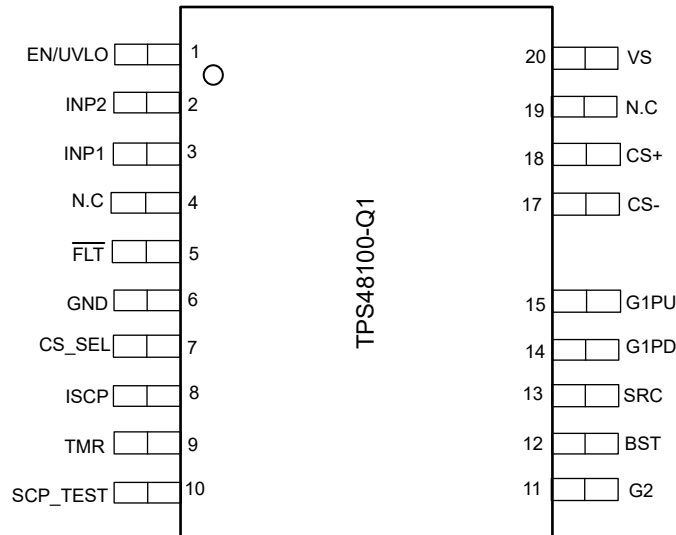 EN/UVLO 1
INP2 2
INP1 3
N.C 4
FLT 5
GND 6
CS_SEL 7
ISCP 8
TMR 9
SCP_TEST 10
TPS48100-Q1
20 VS
19 N.C
18 CS+
17 CS-
15 G1PU
14 G1PD
13 SRC
12 BST
11 G2